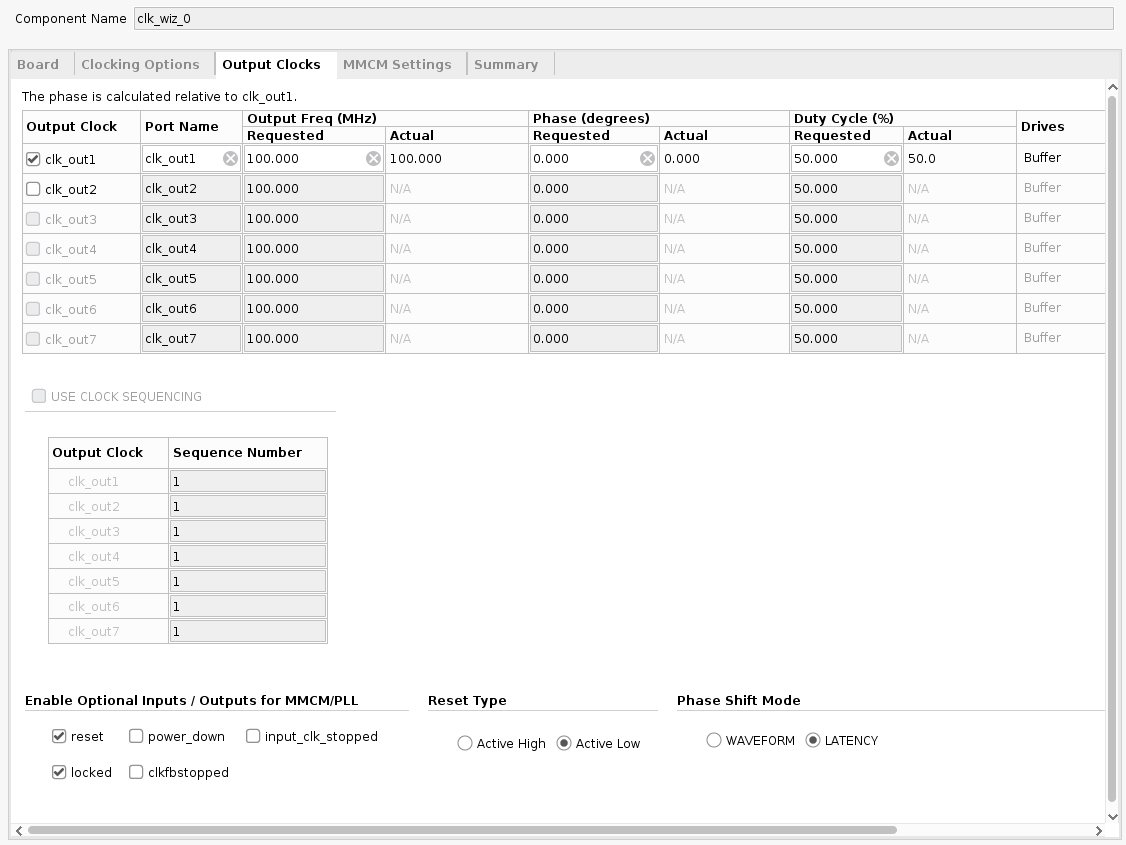 Component Name clk_wiz_0
Board Clocking Options Output Clocks MMCM Settings Summary
The phase is calculated relative to clk_out1.
Output Clock Port Name Output Freq (MHz) Phase (degrees) Duty Cycle (%) Drives
Requested Actual Requested Actual Requested Actual
clk_out1 clk_out1 100.000 100.000 0.000 0.000 50.000 50.0 Buffer
clk_out2 clk_out2 100.000 N/A 0.000 N/A 50.000 N/A Buffer
clk_out3 clk_out3 100.000 N/A 0.000 N/A 50.000 N/A Buffer
clk_out4 clk_out4 100.000 N/A 0.000 N/A 50.000 N/A Buffer
clk_out5 clk_out5 100.000 N/A 0.000 N/A 50.000 N/A Buffer
clk_out6 clk_out6 100.000 N/A 0.000 N/A 50.000 N/A Buffer
clk_out7 clk_out7 100.000 N/A 0.000 N/A 50.000 N/A Buffer
USE CLOCK SEQUENCING
Output Clock Sequence Number
clk_out1 1
clk_out2 1
clk_out3 1
clk_out4 1
clk_out5 1
clk_out6 1
clk_out7 1
Enable Optional Inputs / Outputs for MMCM/PLL Reset Type Phase Shift Mode
reset power_down input_clk_stopped Active High Active Low WAVEFORM LATENCY
locked clkfbstopped